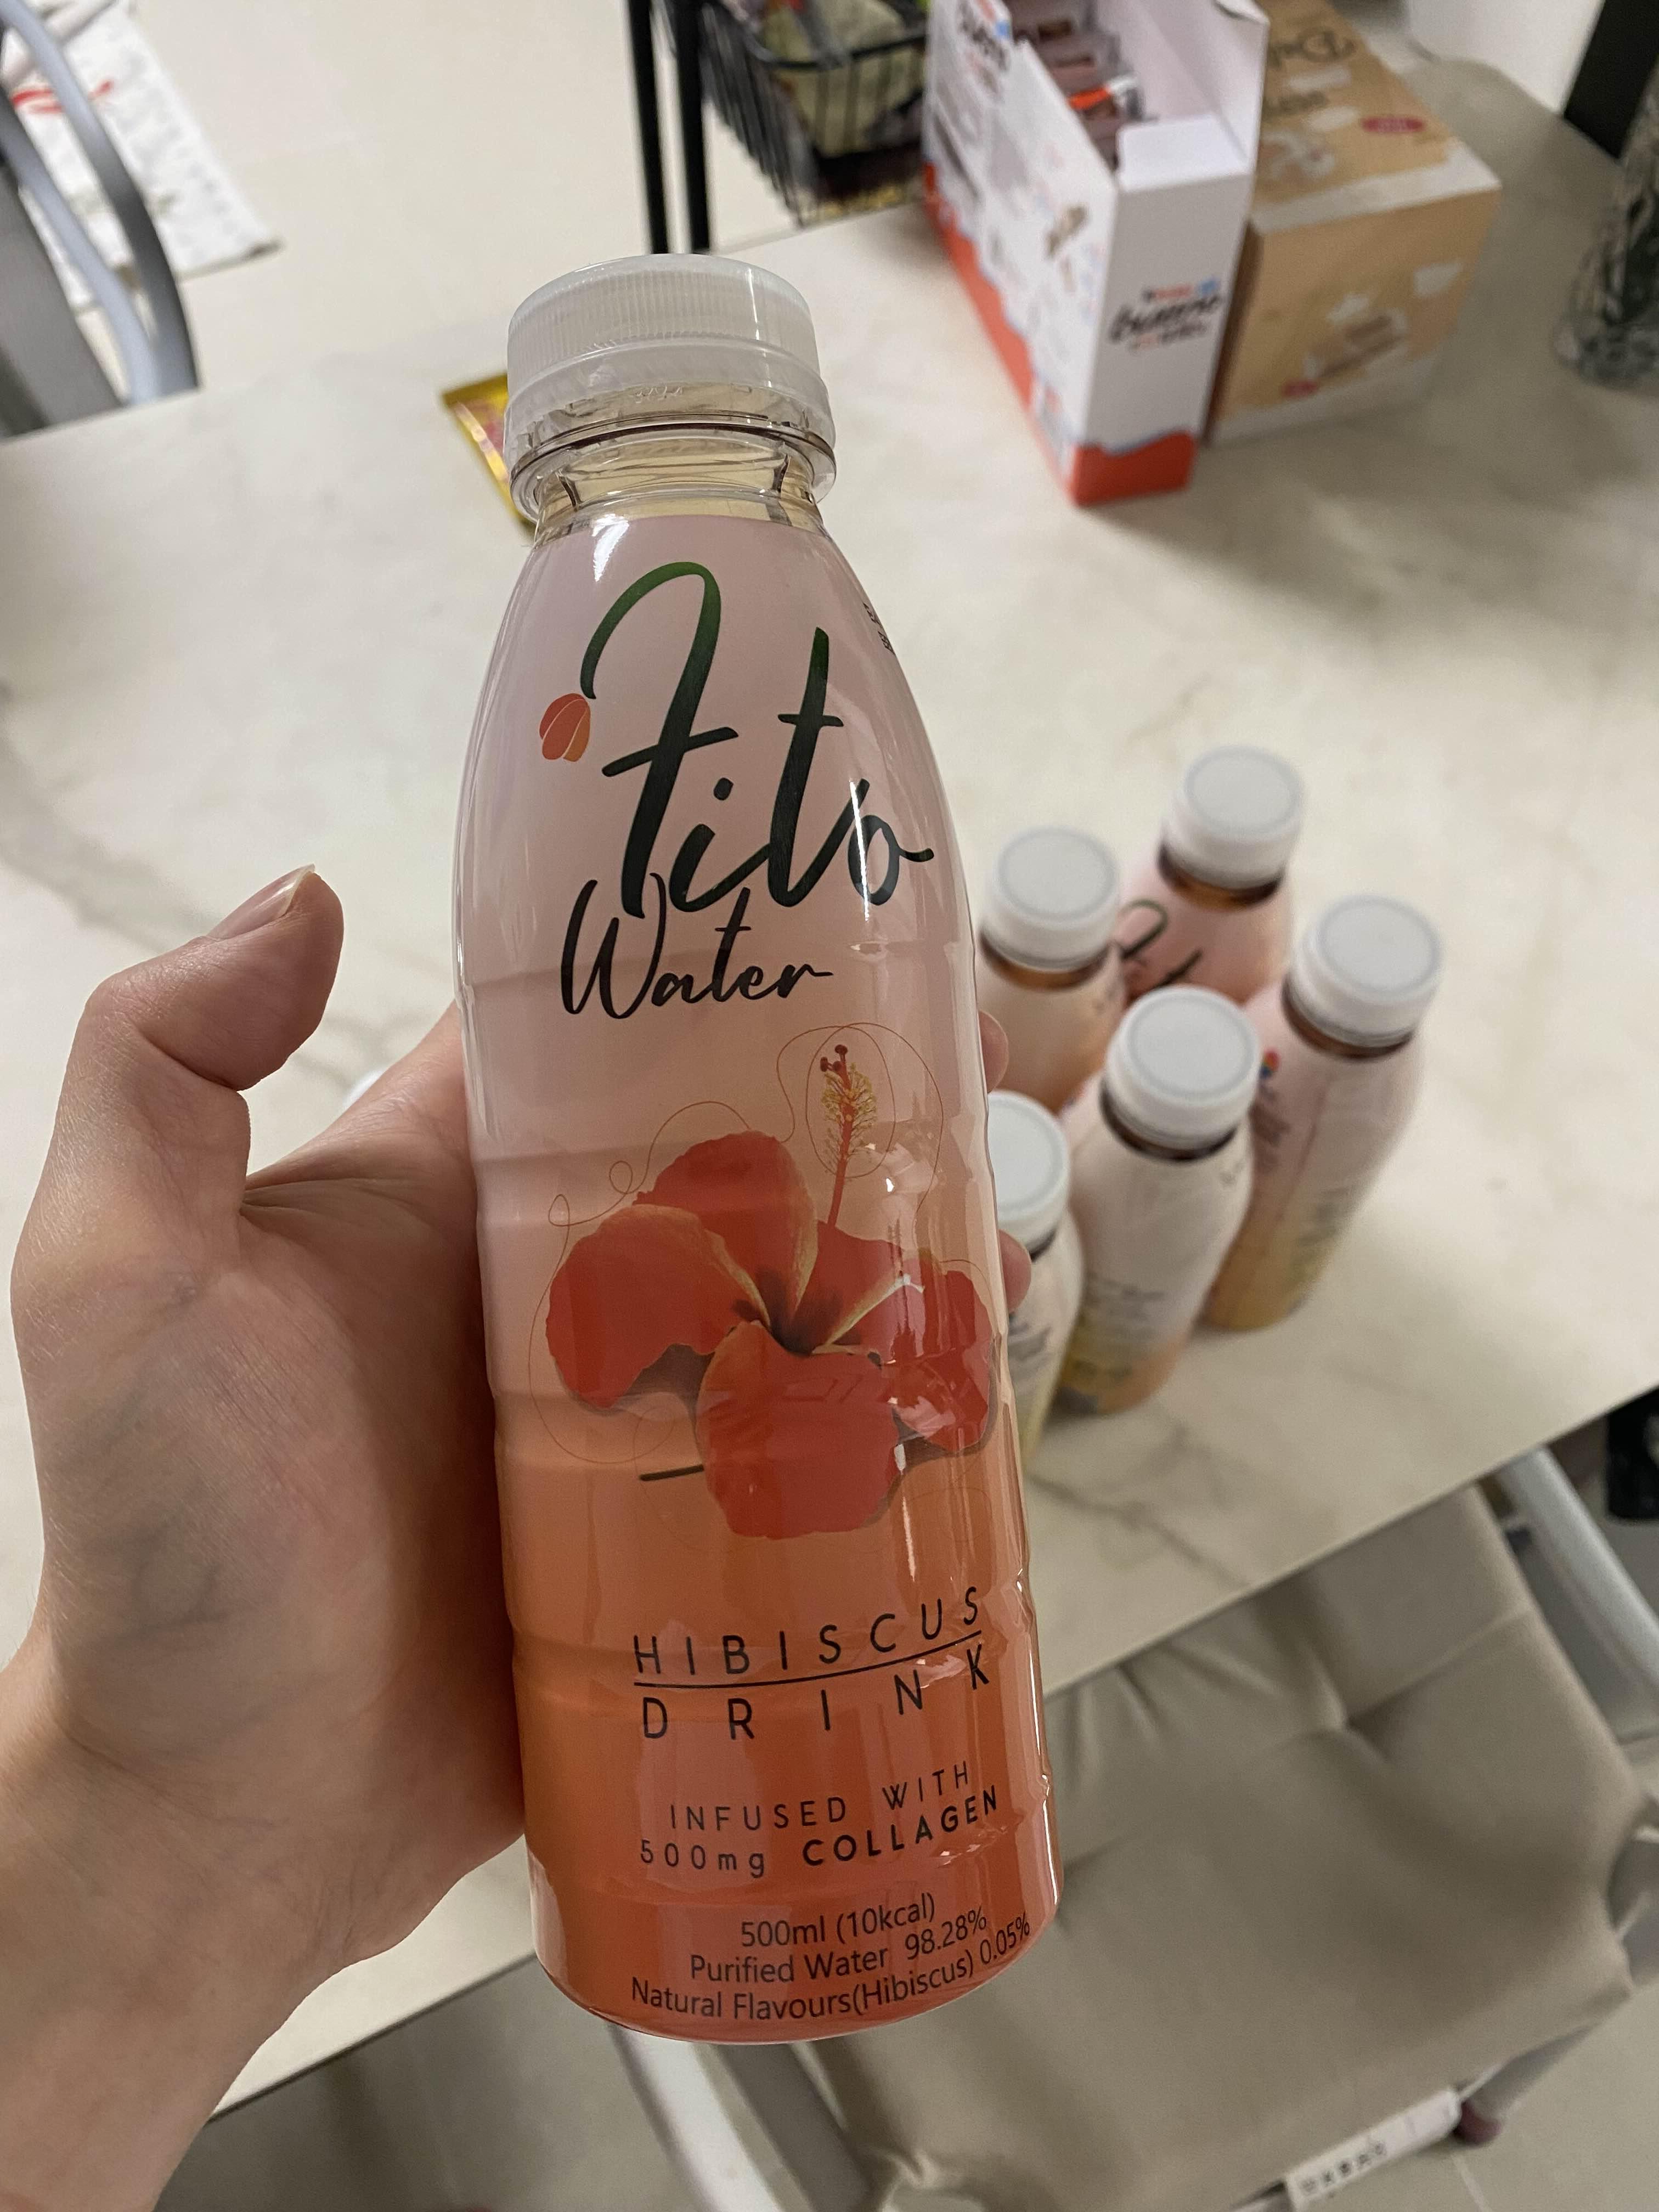 Fito
Water
HIBISCUS
DRINK
INFUSED WITH
500mg COLLAGEN
500ml (10kcal)
Purified Water 98.28%
Natural Flavours(Hibiscus) 0.05%
bueno